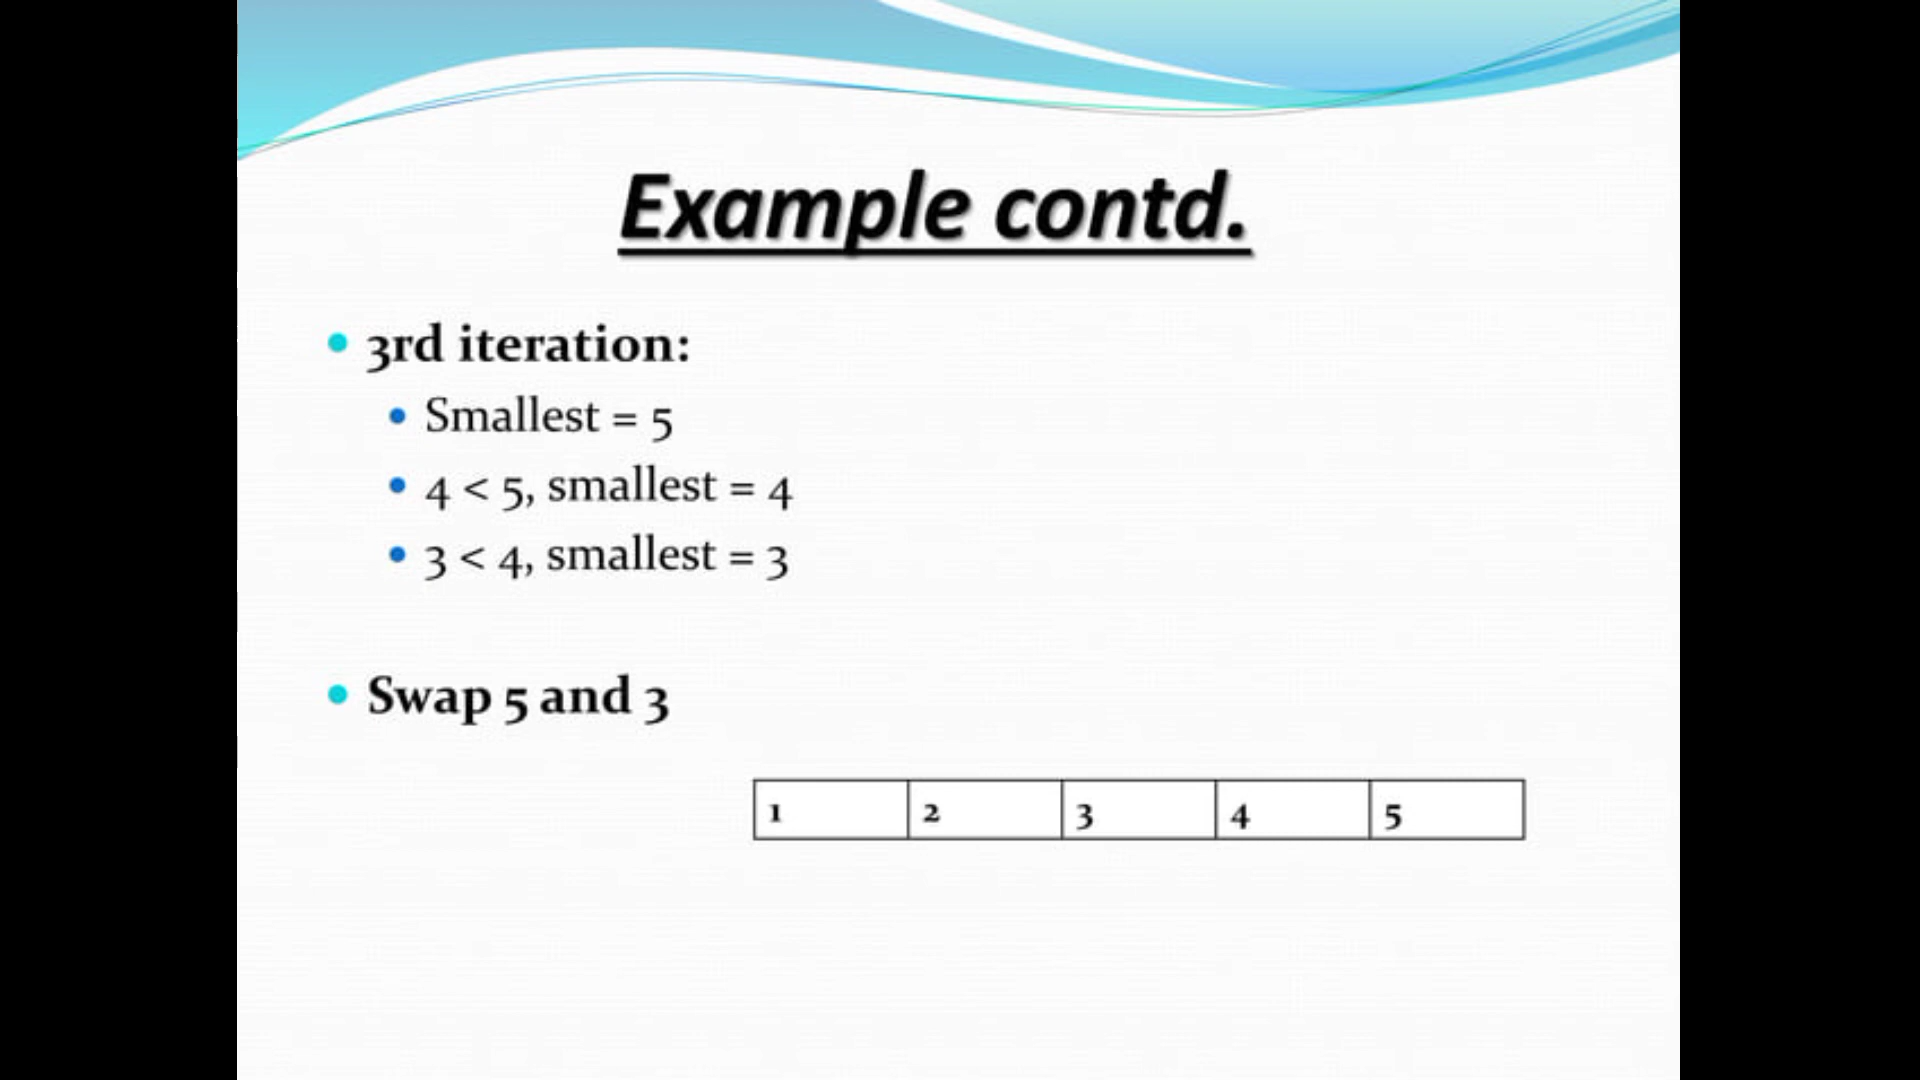 Example contd.
3rd iteration:
Smallest = 5
4 < 5, smallest = 4
3 < 4, smallest = 3
Swap 5 and 3
1 2 3 4 5